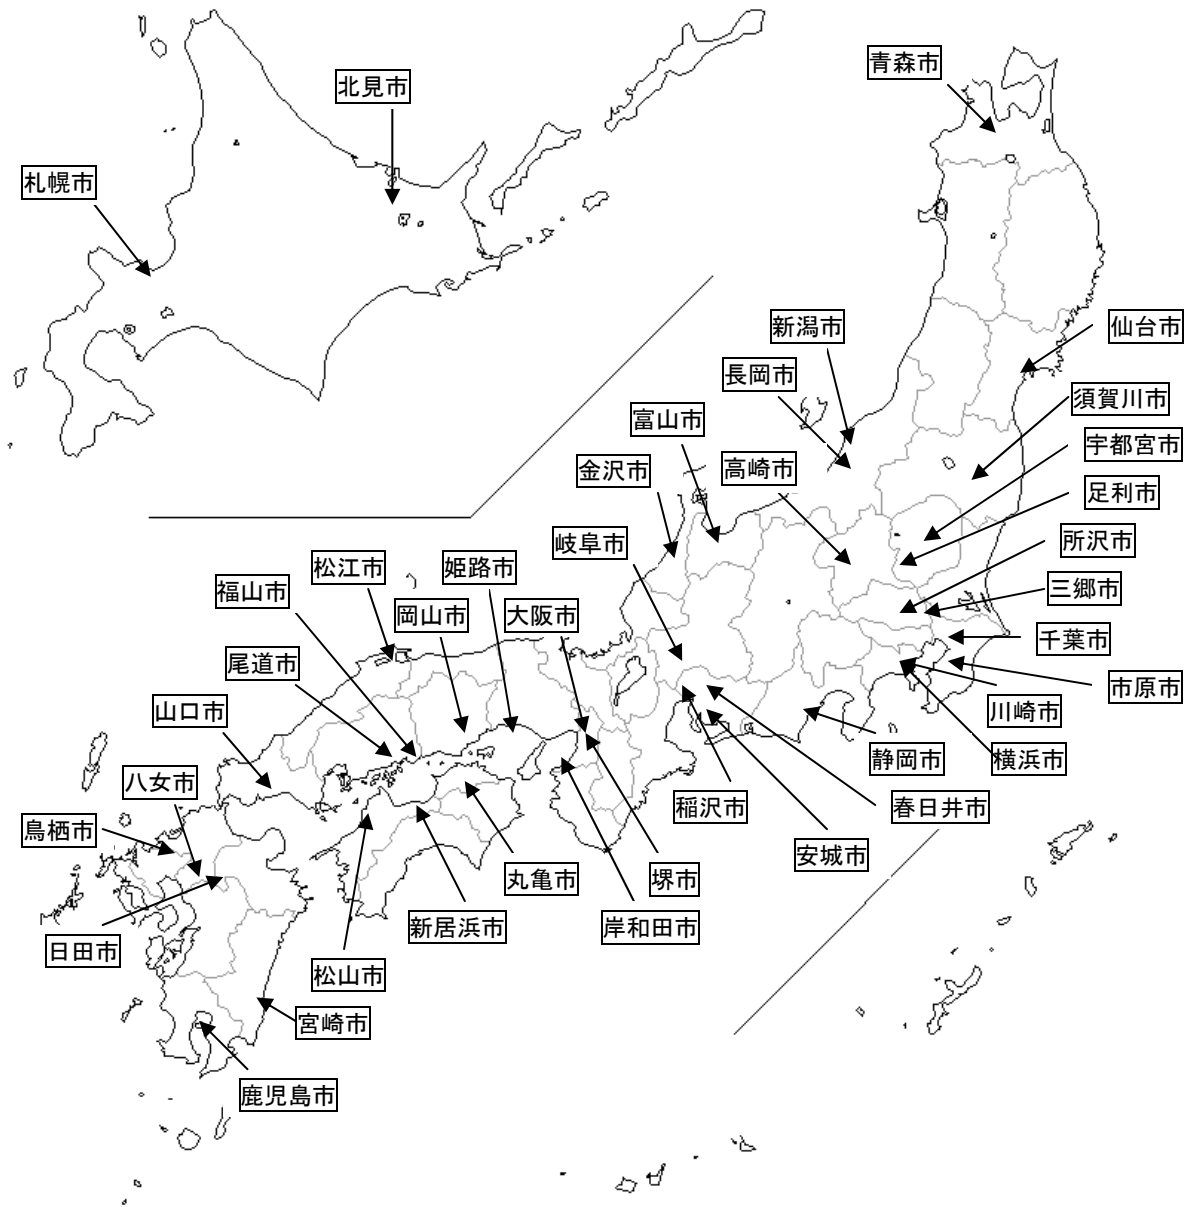 青森市
北見市
札幌市
新潟市
仙台市
長岡市
須賀川市
富山市
宇都宮市
金沢市
高崎市
足利市
岐阜市
所沢市
松江市
姫路市
福山市
三郷市
岡山市
大阪市
千葉市
尾道市
市原市
山口市
川崎市
静岡市
横浜市
八女市
稲沢市
春日井市
鳥栖市
安城市
丸亀市
堺市
新居浜市
岸和田市
日田市
松山市
宮崎市
鹿児島市